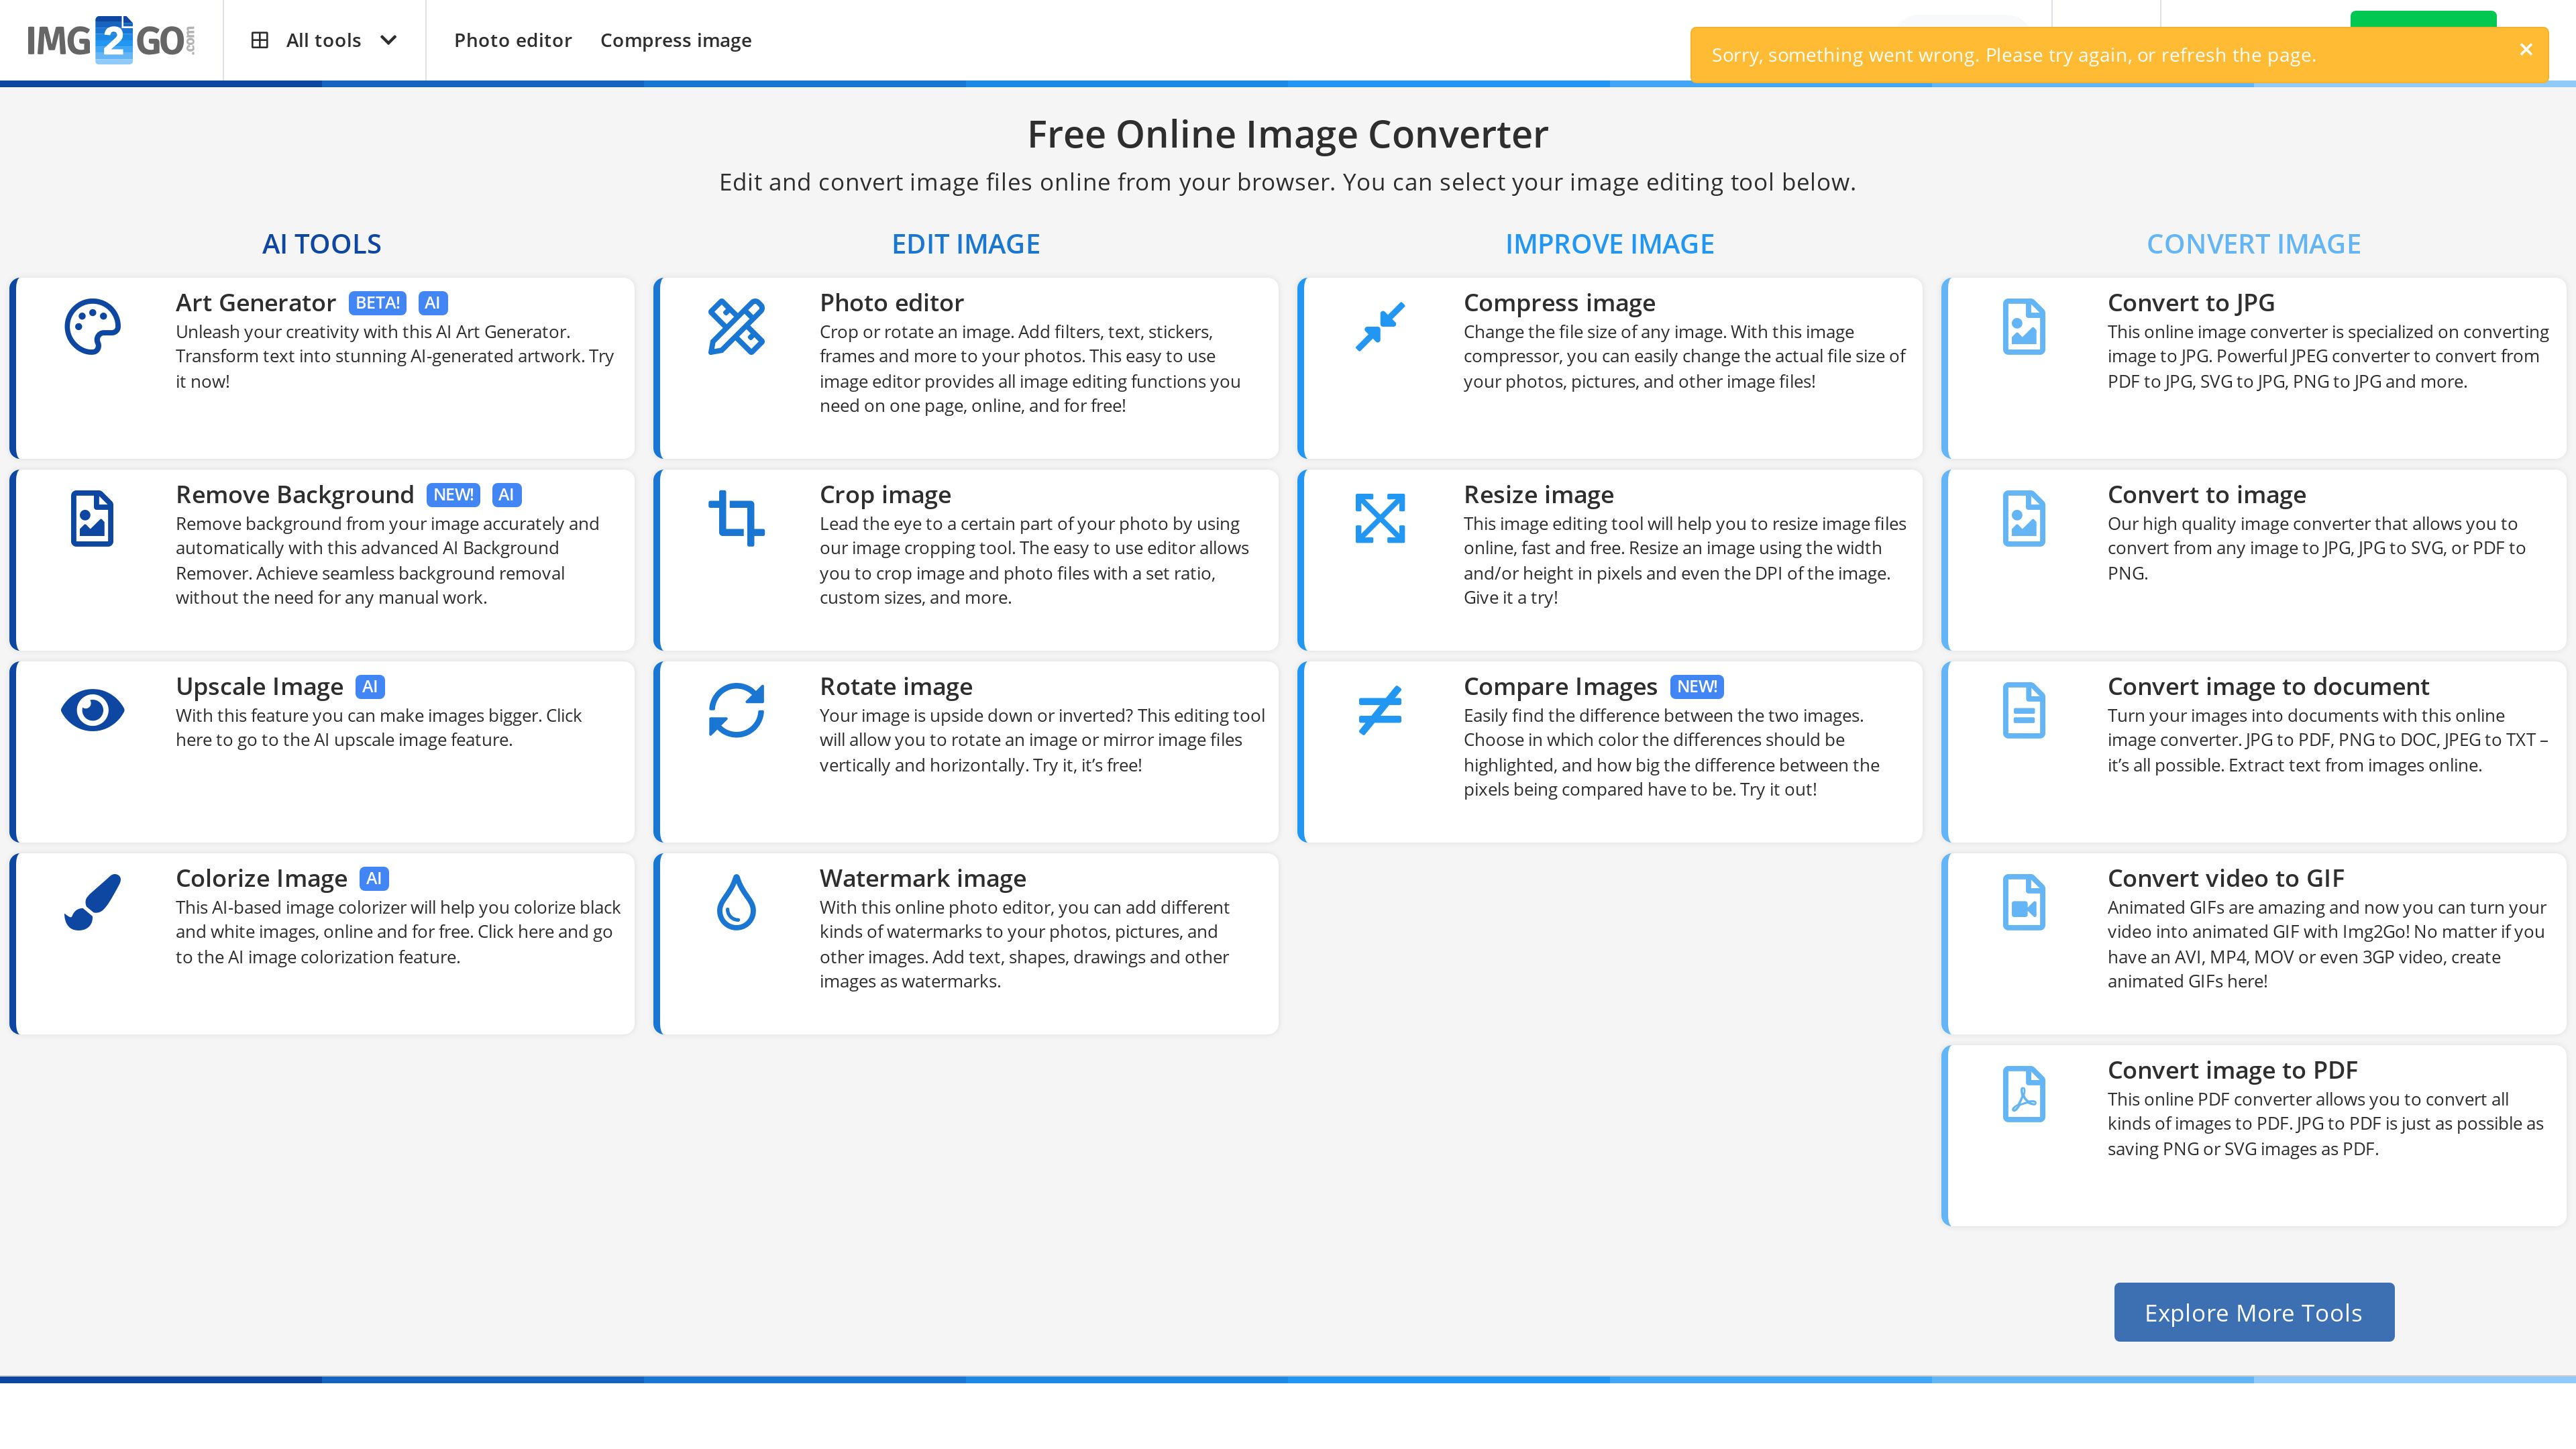 IMG2GO.com
All tools
Photo editor
Compress image
Sorry, something went wrong. Please try again, or refresh the page.
Free Online Image Converter
Edit and convert image files online from your browser. You can select your image editing tool below.
AI TOOLS
Art Generator BETA! AI
Unleash your creativity with this AI Art Generator.
Transform text into stunning AI-generated artwork. Try
it now!
Remove Background NEW! AI
Remove background from your image accurately and
automatically with this advanced AI Background
Remover. Achieve seamless background removal
without the need for any manual work.
Upscale Image AI
With this feature you can make images bigger. Click
here to go to the AI upscale image feature.
Colorize Image AI
This AI-based image colorizer will help you colorize black
and white images, online and for free. Click here and go
to the AI image colorization feature.
EDIT IMAGE
Photo editor
Crop or rotate an image. Add filters, text, stickers,
frames and more to your photos. This easy to use
image editor provides all image editing functions you
need on one page, online, and for free!
Crop image
Lead the eye to a certain part of your photo by using
our image cropping tool. The easy to use editor allows
you to crop image and photo files with a set ratio,
custom sizes, and more.
Rotate image
Your image is upside down or inverted? This editing tool
will allow you to rotate an image or mirror image files
vertically and horizontally. Try it, it’s free!
Watermark image
With this online photo editor, you can add different
kinds of watermarks to your photos, pictures, and
other images. Add text, shapes, drawings and other
images as watermarks.
IMPROVE IMAGE
Compress image
Change the file size of any image. With this image
compressor, you can easily change the actual file size of
your photos, pictures, and other image files!
Resize image
This image editing tool will help you to resize image files
online, fast and free. Resize an image using the width
and/or height in pixels and even the DPI of the image.
Give it a try!
Compare Images NEW!
Easily find the difference between the two images.
Choose in which color the differences should be
highlighted, and how big the difference between the
pixels being compared have to be. Try it out!
CONVERT IMAGE
Convert to JPG
This online image converter is specialized on converting
image to JPG. Powerful JPEG converter to convert from
PDF to JPG, SVG to JPG, PNG to JPG and more.
Convert to image
Our high quality image converter that allows you to
convert from any image to JPG, JPG to SVG, or PDF to
PNG.
Convert image to document
Turn your images into documents with this online
image converter. JPG to PDF, PNG to DOC, JPEG to TXT –
it’s all possible. Extract text from images online.
Convert video to GIF
Animated GIFs are amazing and now you can turn your
video into animated GIF with Img2Go! No matter if you
have an AVI, MP4, MOV or even 3GP video, create
animated GIFs here!
Convert image to PDF
This online PDF converter allows you to convert all
kinds of images to PDF. JPG to PDF is just as possible as
saving PNG or SVG images as PDF.
Explore More Tools